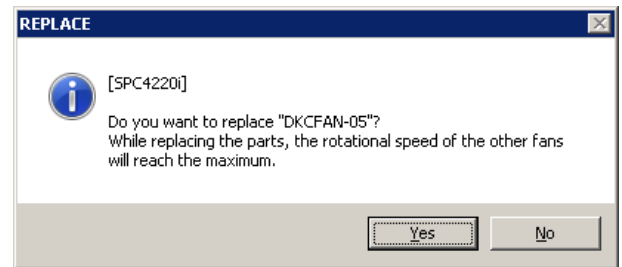 REPLACE
[SPC4220i]
Do you want to replace "DKCFAN-05"?
While replacing the parts, the rotational speed of the other fans
will reach the maximum.
Yes No